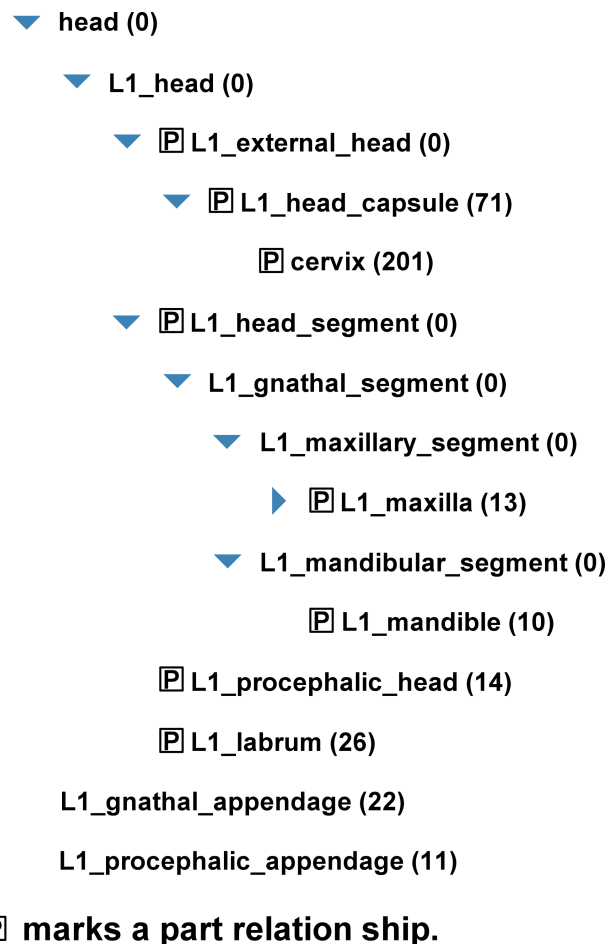 head (0)
L1_head (0)
P L1_external_head (0)
P L1_head_capsule (71)
P cervix (201)
P L1_head_segment (0)
L1_gnathal_segment (0)
L1_maxillary_segment (0)
P L1_maxilla (13)
L1_mandibular_segment (0)
P L1_mandible (10)
P L1_procephalic_head (14)
P L1_labrum (26)
L1_gnathal_appendage (22)
L1_procephalic_appendage (11)
P marks a part relation ship.